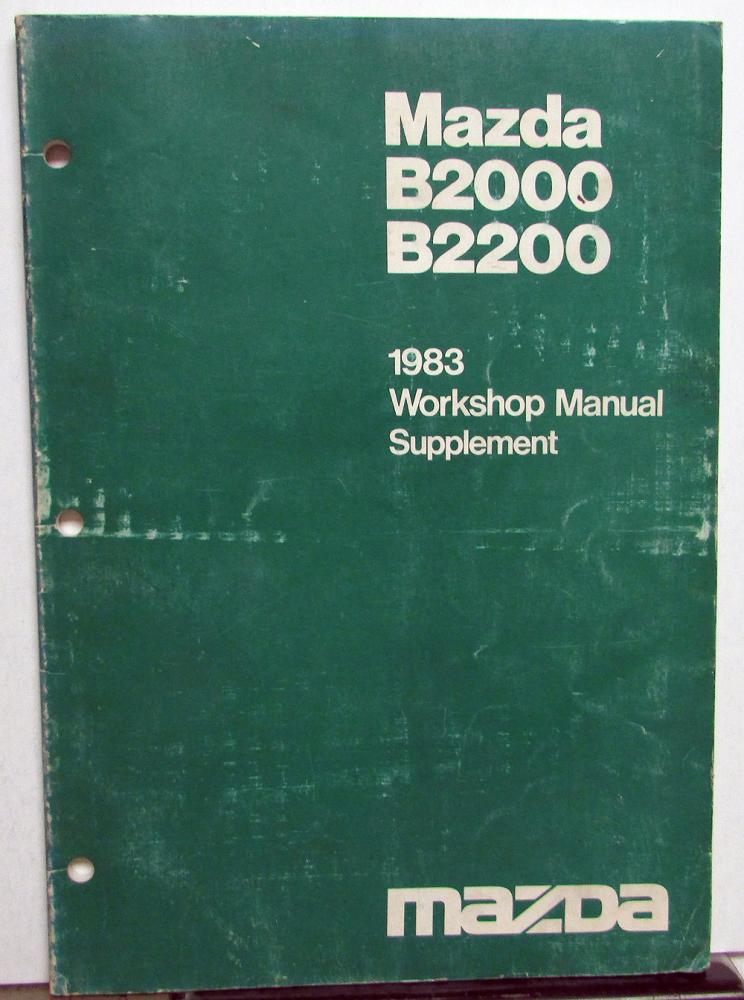 Mazda
B2000
B2200
1983
Workshop Manual
Supplement
mazda